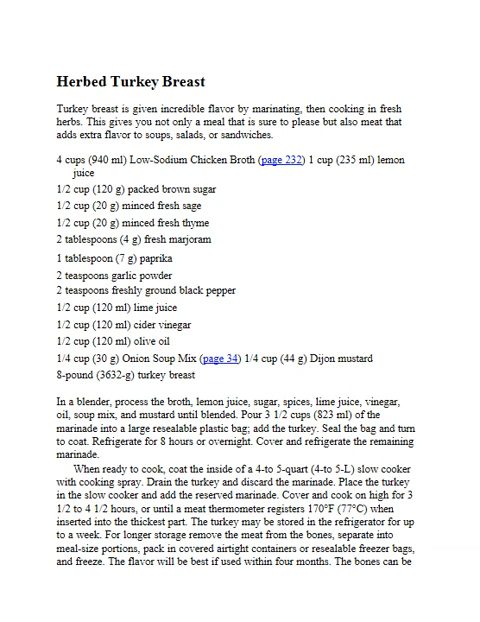 Herbed Turkey Breast
Turkey breast is given incredible flavor by marinating, then cooking in fresh
herbs. This gives you not only a meal that is sure to please but also meat that
adds extra flavor to soups, salads, or sandwiches.
4 cups (940 ml) Low-Sodium Chicken Broth (page 232) 1 cup (235 ml) lemon
juice
1/2 cup (120 g) packed brown sugar
1/2 cup (20 g) minced fresh sage
1/2 cup (20 g) minced fresh thyme
2 tablespoons (4 g) fresh marjoram
1 tablespoon (7 g) paprika
2 teaspoons garlic powder
2 teaspoons freshly ground black pepper
1/2 cup (120 ml) lime juice
1/2 cup (120 ml) cider vinegar
1/2 cup (120 ml) olive oil
1/4 cup (30 g) Onion Soup Mix (page 34) 1/4 cup (44 g) Dijon mustard
8-pound (3632-g) turkey breast
In a blender, process the broth, lemon juice, sugar, spices, lime juice, vinegar,
oil, soup mix, and mustard until blended. Pour 3 1/2 cups (823 ml) of the
marinade into a large resealable plastic bag; add the turkey. Seal the bag and turn
to coat. Refrigerate for 8 hours or overnight. Cover and refrigerate the remaining
marinade.
When ready to cook, coat the inside of a 4-to 5-quart (4-to 5-L) slow cooker
with cooking spray. Drain the turkey and discard the marinade. Place the turkey
in the slow cooker and add the reserved marinade. Cover and cook on high for 3
1/2 to 4 1/2 hours, or until a meat thermometer registers 170°F (77°C) when
inserted into the thickest part. The turkey may be stored in the refrigerator for up
to a week. For longer storage remove the meat from the bones, separate into
meal-size portions, pack in covered airtight containers or resealable freezer bags,
and freeze. The flavor will be best if used within four months. The bones can be